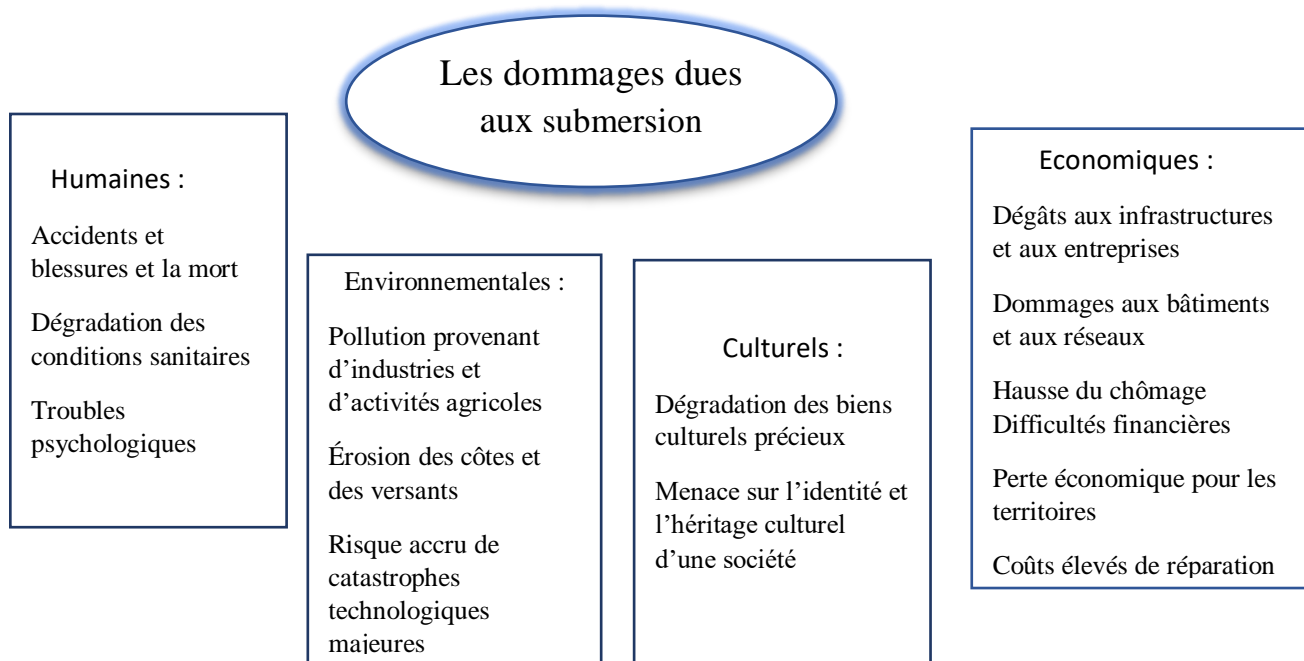 Les dommages dues
aux submersion
Humaines :
Accidents et
blessures et la mort
Dégradation des
conditions sanitaires
Troubles
psychologiques
Environnementales :
Pollution provenant
d’industries et
d’activités agricoles
Érosion des côtes et
des versants
Risque accru de
catastrophes
technologiques
majeures
Culturels :
Dégradation des biens
culturels précieux
Menace sur l’identité et
l’héritage culturel
d’une société
Economiques :
Dégâts aux infrastructures
et aux entreprises
Dommages aux bâtiments
et aux réseaux
Hausse du chômage
Difficultés financières
Perte économique pour les
territoires
Coûts élevés de réparation